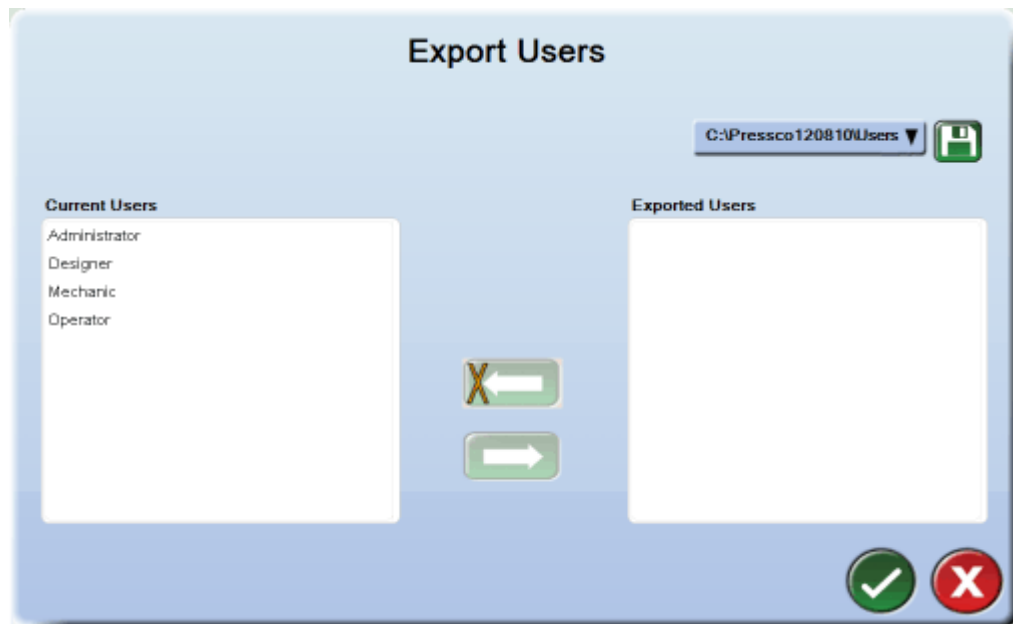 Export Users
C:\Pressco120810\Users
Current Users
Administrator
Designer
Mechanic
Operator
Exported Users